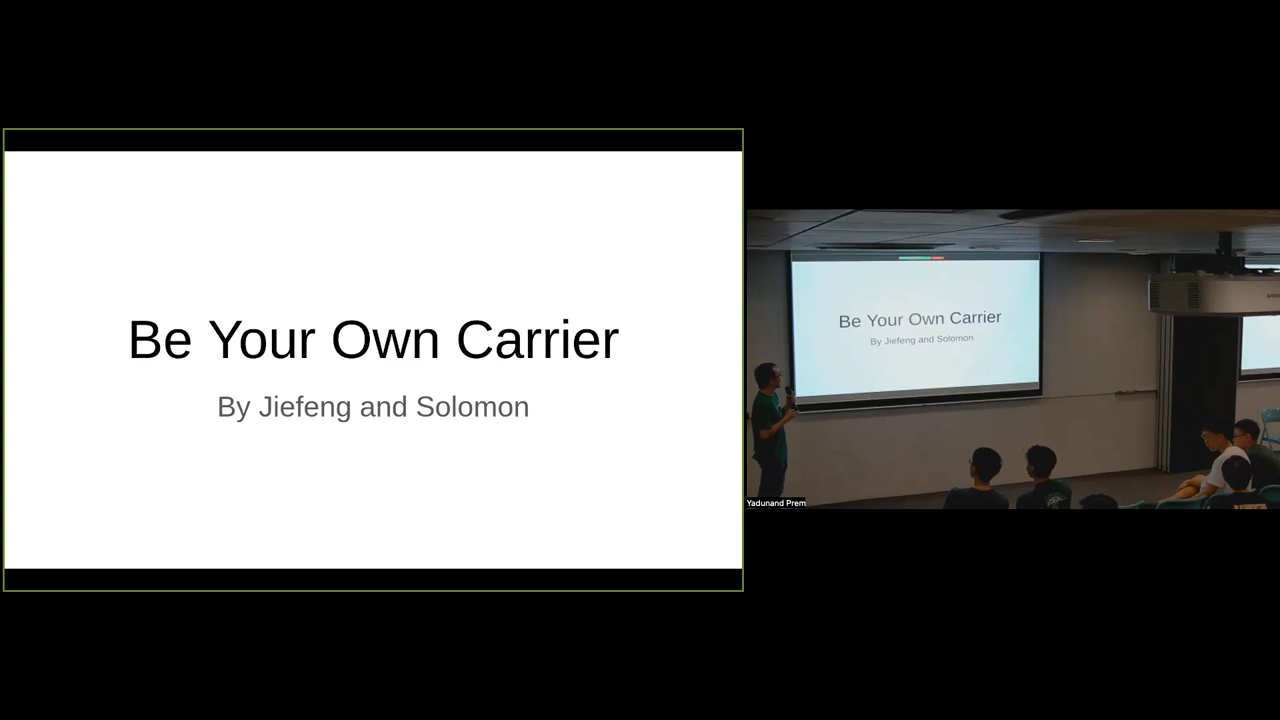 Be Your Own Carrier
By Jiefeng and Solomon
Be Your Own Carrier
By Jiefeng and Solomon
Yadunand Prem